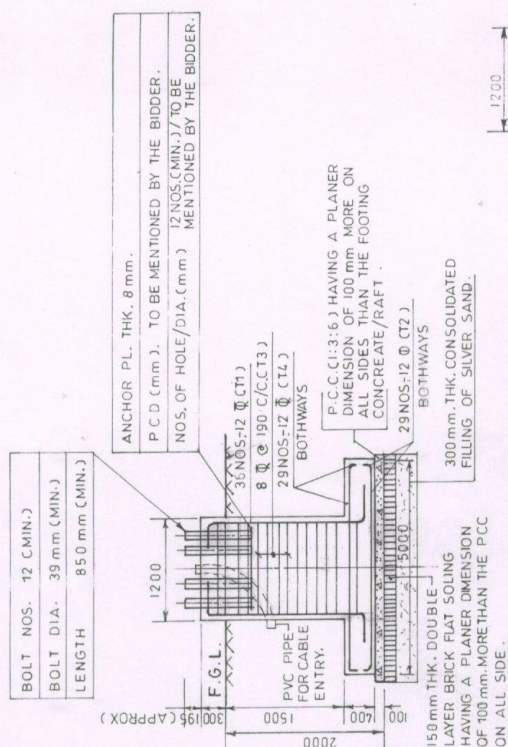 BOLT NOS. 12 (MIN.)
BOLT DIA. 39 mm (MIN.)
LENGTH 850 mm (MIN.)
ANCHOR PL. THK. 8 mm.
P C D (mm). TO BE MENTIONED BY THE BIDDER.
NOS. OF HOLE/DIA. (mm) 12 NOS.(MIN.)/TO BE
MENTIONED BY THE BIDDER.
1200
195 (APPROX)
300
F.G.L.
1500
2000
400
100
PVC PIPE
FOR CABLE
ENTRY.
36 NOS-12 Φ (T1)
8 Φ @ 190 C/C (T3)
29 NOS-12 Φ (T4)
BOTHWAYS
P.C.C.(1:3:6) HAVING A PLANER
DIMENSION OF 100 mm MORE ON
ALL SIDES THAN THE FOOTING
CONCREATE/RAFT.
29 NOS-12 Φ (T2)
BOTHWAYS
5000
300 mm. THK. CONSOLIDATED
FILLING OF SILVER SAND.
150 mm THK. DOUBLE
LAYER BRICK FLAT SOLING
HAVING A PLANER DIMENSION
OF 100 mm. MORETHAN THE PCC
ON ALL SIDE.
1200